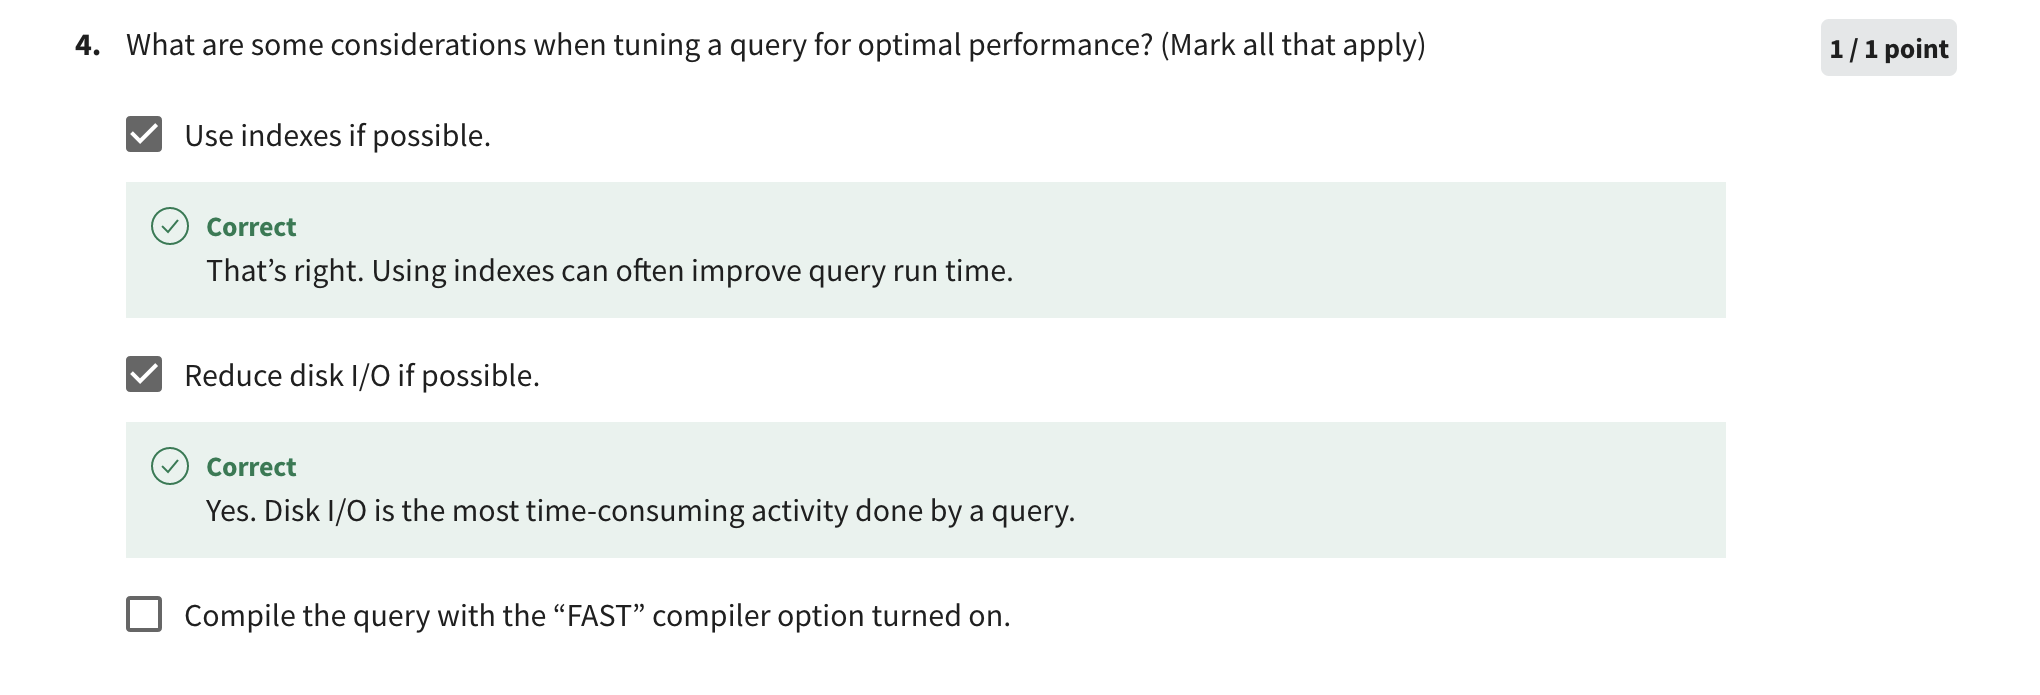 4. What are some considerations when tuning a query for optimal performance? (Mark all that apply)
1 / 1 point
Use indexes if possible.
Correct
That’s right. Using indexes can often improve query run time.
Reduce disk I/O if possible.
Correct
Yes. Disk I/O is the most time-consuming activity done by a query.
Compile the query with the “FAST” compiler option turned on.